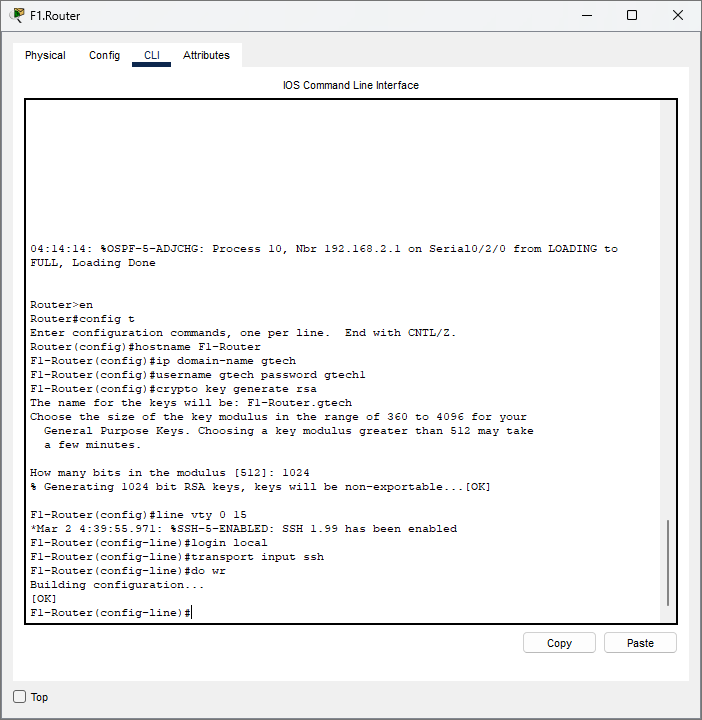 F1.Router
Physical Config CLI Attributes
IOS Command Line Interface
04:14:14: %OSPF-5-ADJCHG: Process 10, Nbr 192.168.2.1 on Serial0/2/0 from LOADING to
FULL, Loading Done
Router>en
Router#config t
Enter configuration commands, one per line.  End with CNTL/Z.
Router(config)#hostname F1-Router
F1-Router(config)#ip domain-name gtech
F1-Router(config)#username gtech password gtech1
F1-Router(config)#crypto key generate rsa
The name for the keys will be: F1-Router.gtech
Choose the size of the key modulus in the range of 360 to 4096 for your
  General Purpose Keys. Choosing a key modulus greater than 512 may take
  a few minutes.
How many bits in the modulus [512]: 1024
% Generating 1024 bit RSA keys, keys will be non-exportable...[OK]
F1-Router(config)#line vty 0 15
*Mar 2 4:39:55.971: %SSH-5-ENABLED: SSH 1.99 has been enabled
F1-Router(config-line)#login local
F1-Router(config-line)#transport input ssh
F1-Router(config-line)#do wr
Building configuration...
[OK]
F1-Router(config-line)#
Copy Paste
Top